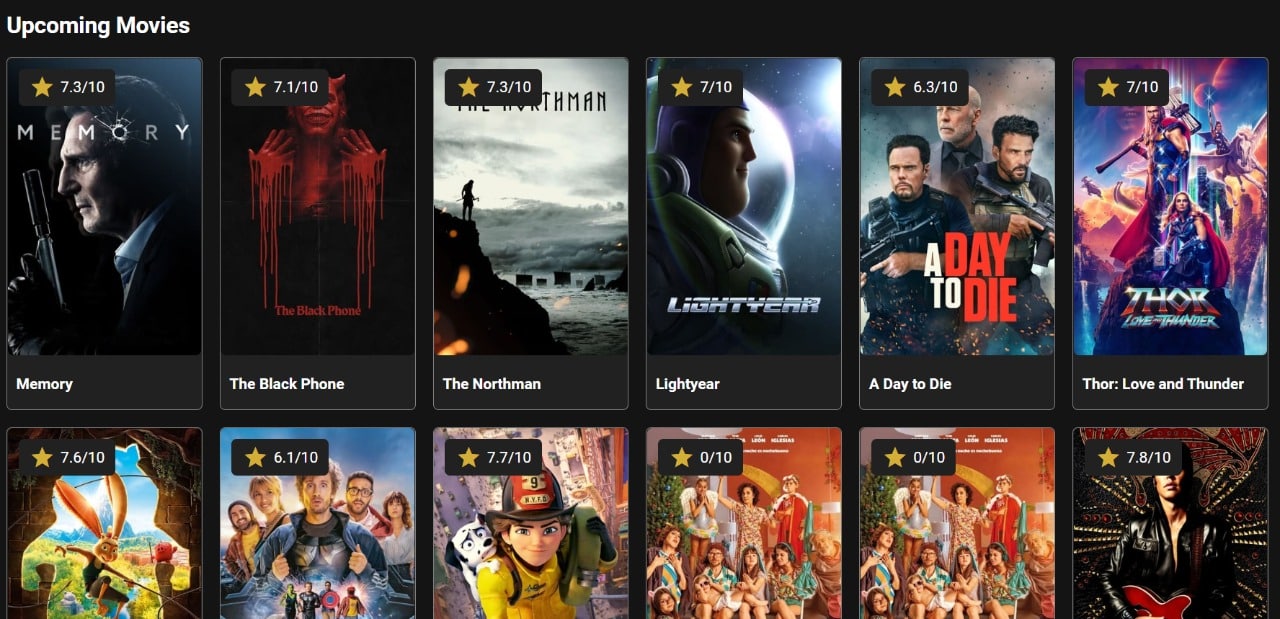 Upcoming Movies
7.3/10
7.1/10
7.3/10
7/10
6.3/10
7/10
MEMORY
The Black Phone
NORTHMAN
LIGHTYEAR
A DAY
TO DIE
THOR
LOVE AND THUNDER
Memory
The Black Phone
The Northman
Lightyear
A Day to Die
Thor: Love and Thunder
7.6/10
6.1/10
7.7/10
0/10
0/10
7.8/10
9
N.Y.F.D.
LEÓN IGLESIAS
LEÓN IGLESIAS